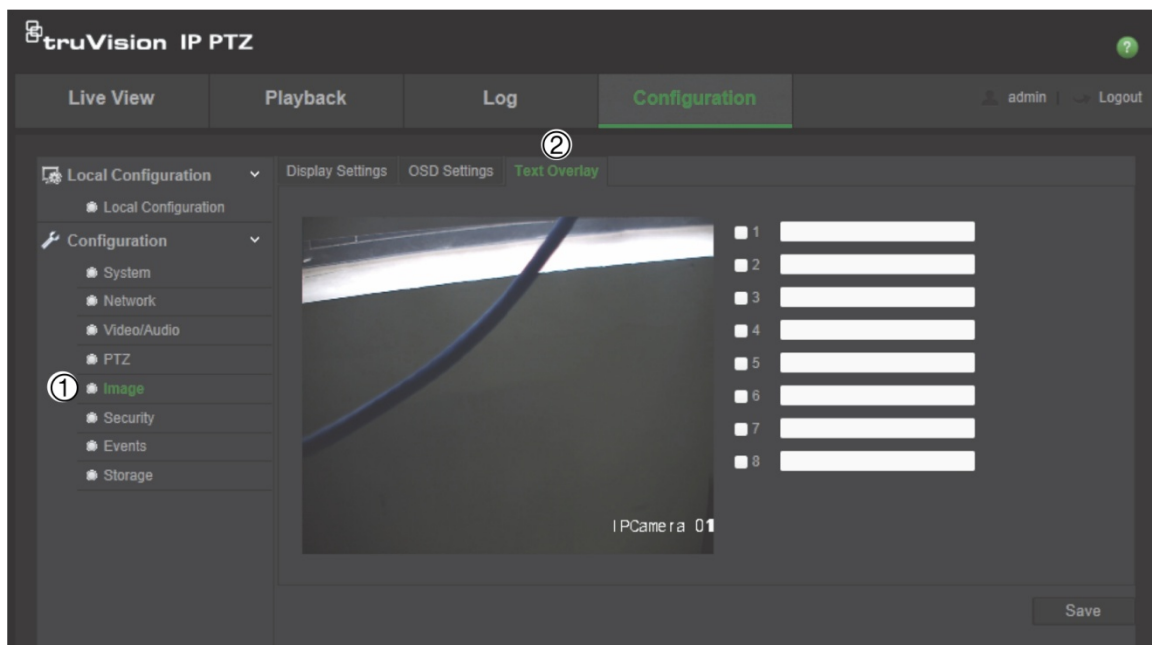 truVision IP PTZ
?
Live View Playback Log Configuration admin | Logout
②
Local Configuration Display Settings OSD Settings Text Overlay
Local Configuration
Configuration
System
Network
Video/Audio
PTZ
① Image
Security
Events
Storage
1
2
3
4
5
6
7
8
IPCamera 01
Save